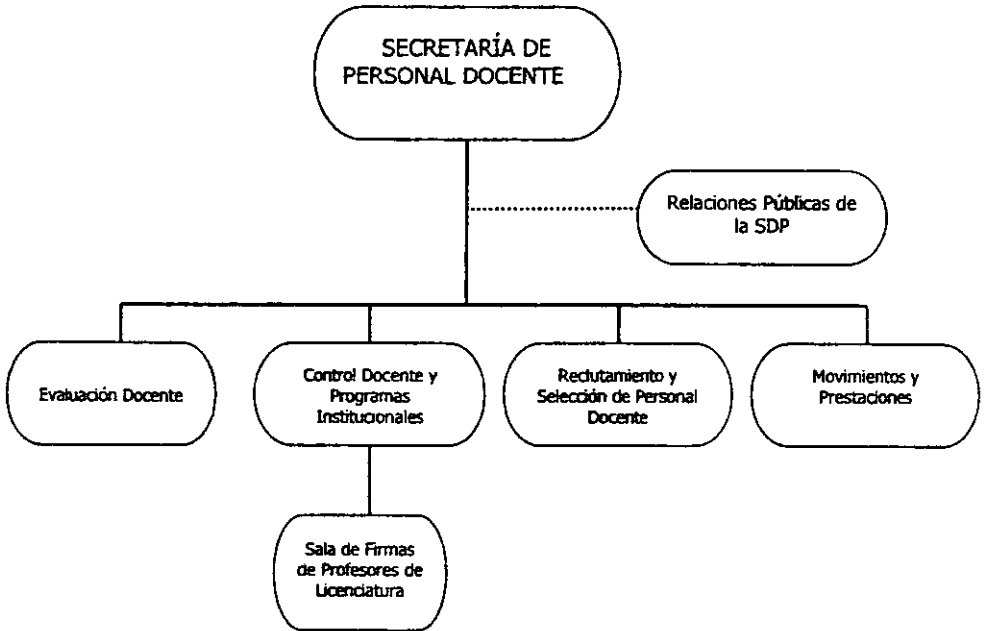 SECRETARÍA DE
PERSONAL DOCENTE
Relaciones Públicas de
la SDP
Evaluación Docente
Control Docente y
Programas
Institucionales
Reclutamiento y
Selección de Personal
Docente
Movimientos y
Prestaciones
Sala de Firmas
de Profesores de
Licenciatura